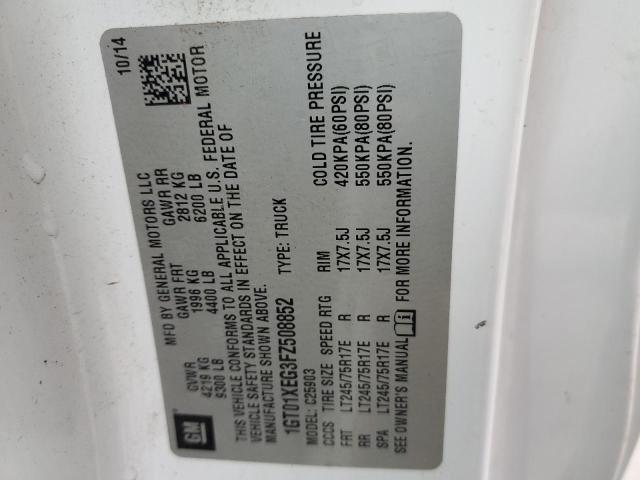 GM
MFD BY GENERAL MOTORS LLC
10/14
GVWR GAWR FRT GAWR RR
4219 KG 1996 KG 2812 KG
9300 LB 4400 LB 6200 LB
THIS VEHICLE CONFORMS TO ALL APPLICABLE U.S. FEDERAL MOTOR
VEHICLE SAFETY STANDARDS IN EFFECT ON THE DATE OF
MANUFACTURE SHOWN ABOVE.
1GT01XEG3FZ508852 TYPE: TRUCK
MODEL: C25903
CCCS TIRE SIZE SPEED RTG RIM COLD TIRE PRESSURE
FRT LT245/75R17E R 17X7.5J 420KPA(60PSI)
RR LT245/75R17E R 17X7.5J 550KPA(80PSI)
SPA LT245/75R17E R 17X7.5J 550KPA(80PSI)
SEE OWNER'S MANUAL FOR MORE INFORMATION.